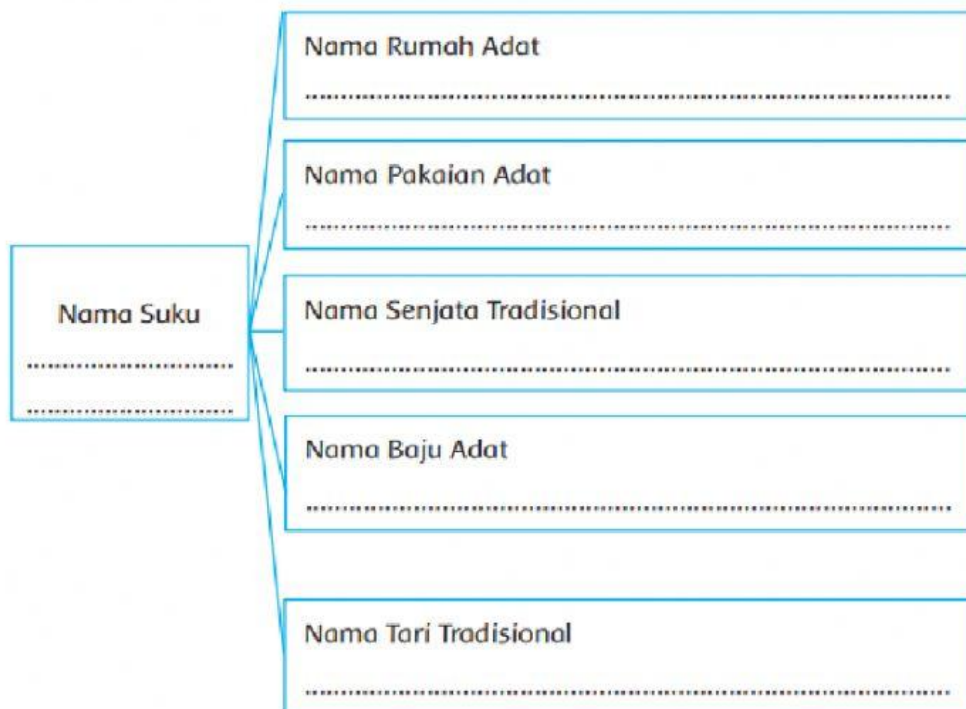 Nama Suku
Nama Rumah Adat
Nama Pakaian Adat
Nama Senjata Tradisional
Nama Baju Adat
Nama Tari Tradisional